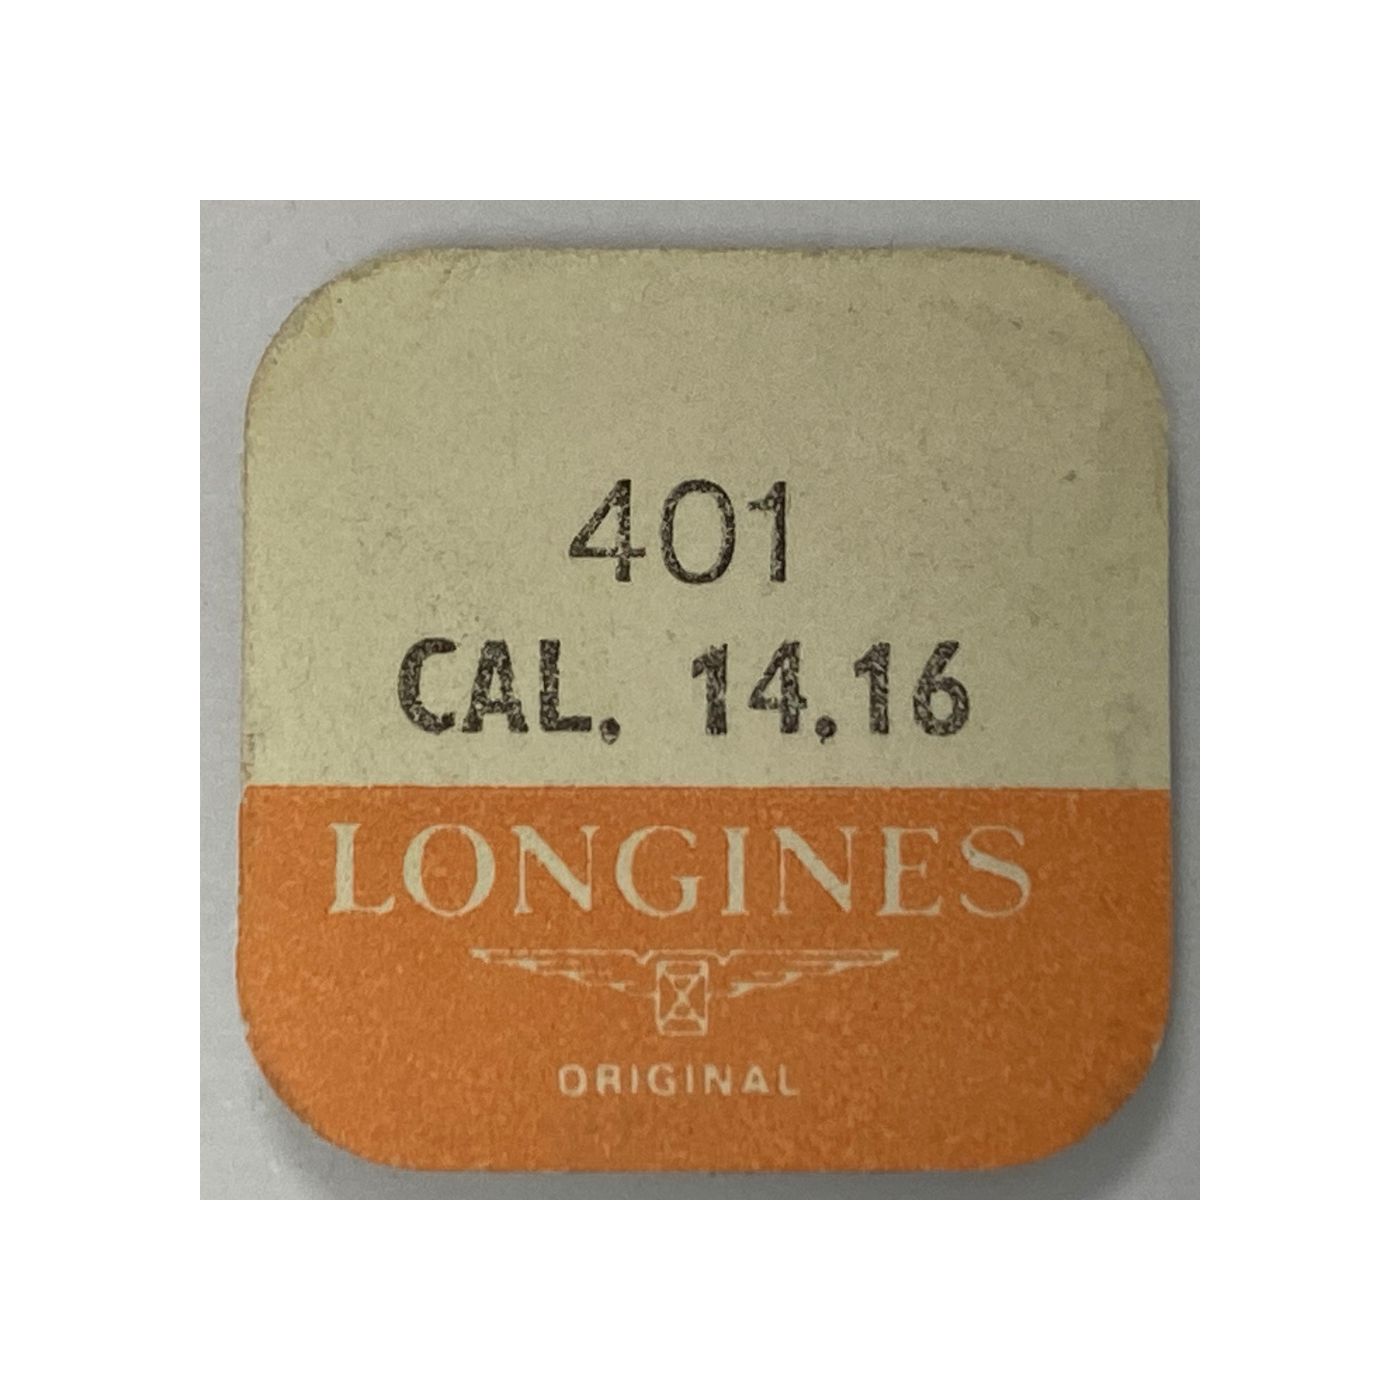 401
CAL. 14.16
LONGINES
ORIGINAL